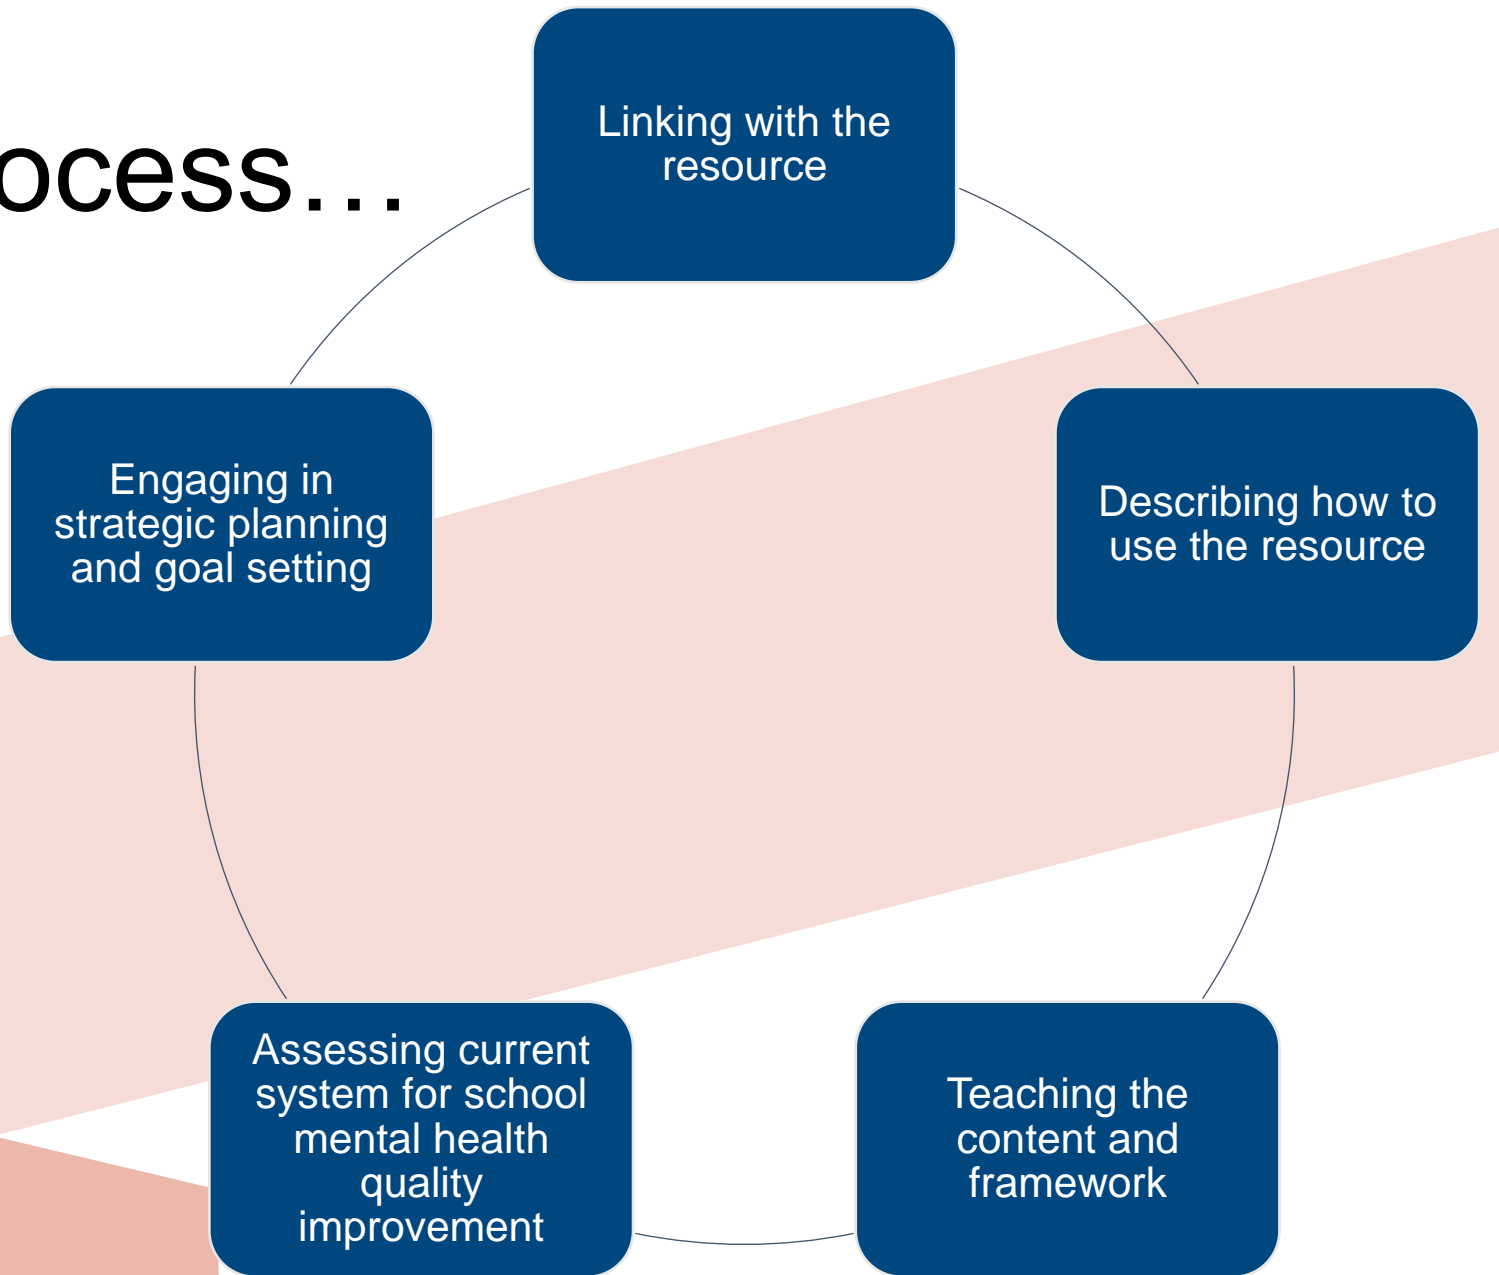 ocess…
Linking with the
resource
Describing how to
use the resource
Teaching the
content and
framework
Assessing current
system for school
mental health
quality
improvement
Engaging in
strategic planning
and goal setting